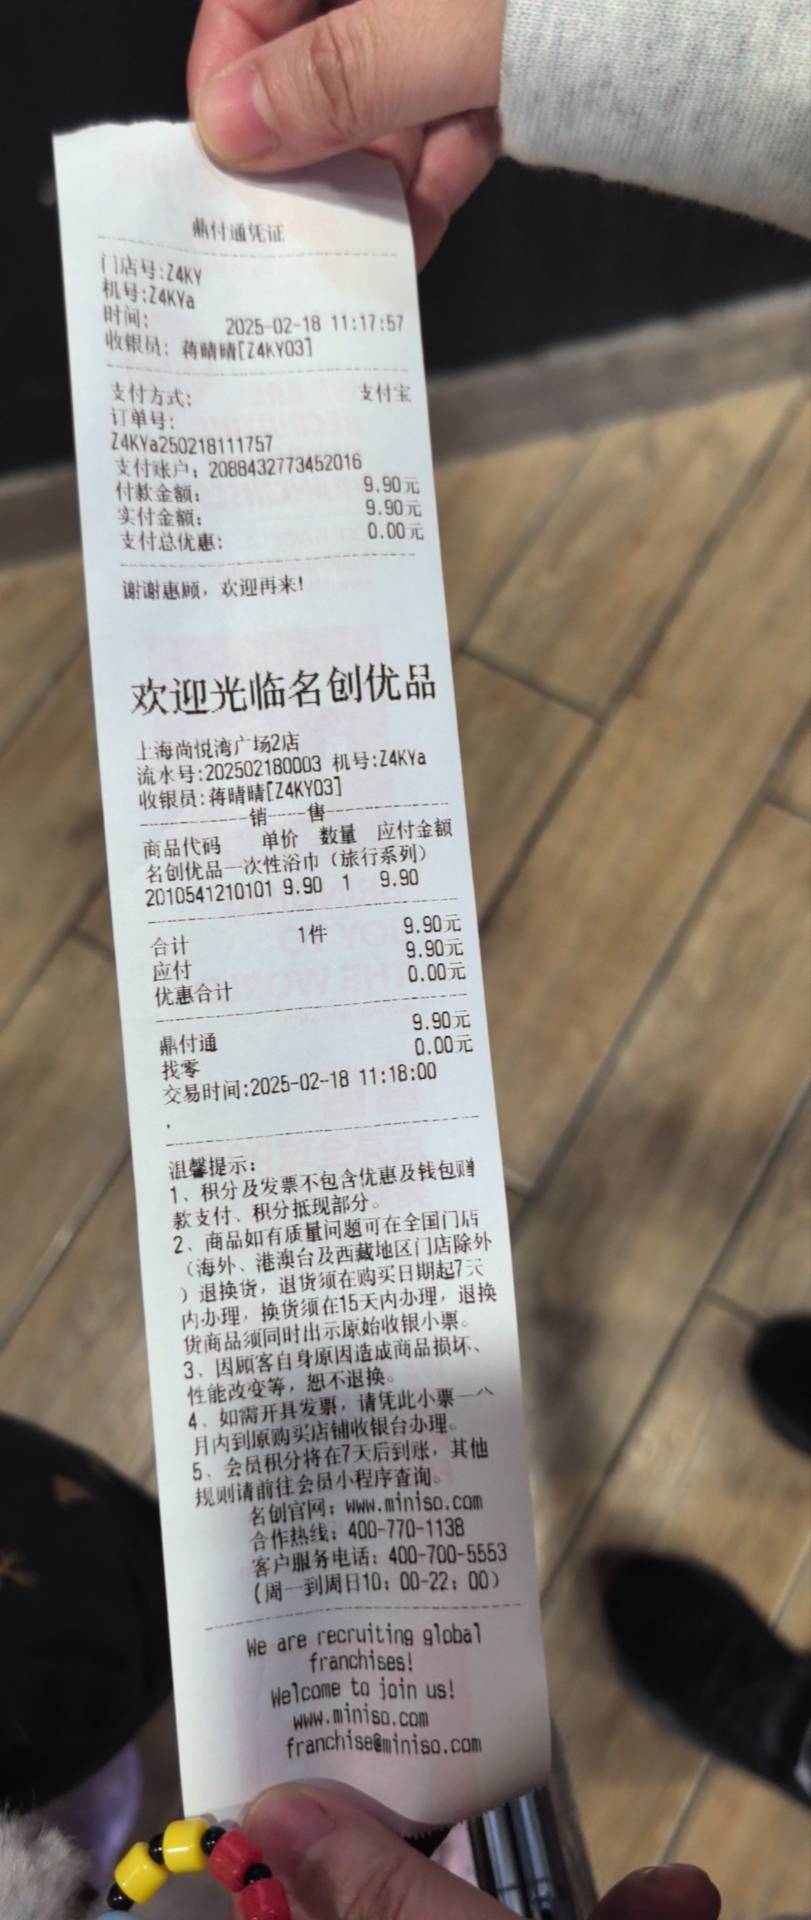 鼎付通凭证
门店号:Z4KY
机号:Z4KYa
时间: 2025-02-18 11:17:57
收银员: 蒋晴晴[Z4KY03]
支付方式: 支付宝
订单号:
Z4KYa250218111757
支付账户: 2088432773452016
付款金额: 9.90元
实付金额: 9.90元
支付总优惠: 0.00元
谢谢惠顾, 欢迎再来!
欢迎光临名创优品
上海尚悦湾广场2店
流水号:202502180003 机号:Z4KYa
收银员:蒋晴晴[Z4KY03]
销-----售
商品代码 单价 数量 应付金额
名创优品一次性浴巾（旅行系列）
2010541210101 9.90 1 9.90
合计 1件 9.90元
应付 9.90元
优惠合计 0.00元
鼎付通 9.90元
找零 0.00元
交易时间:2025-02-18 11:18:00
.
温馨提示:
1、积分及发票不包含优惠及钱包赠
款支付、积分抵现部分。
2、商品如有质量问题可在全国门店
（海外、港澳台及西藏地区门店除外
）退换货，退货须在购买日期起7天
内办理，换货须在15天内办理，退换
货商品须同时出示原始收银小票。
3、因顾客自身原因造成商品损坏、
性能改变等，恕不退换。
4、如需开具发票，请凭此小票一个
月内到原购买店铺收银台办理。
5、会员积分将在7天后到账，其他
规则请前往会员小程序查询。
名创官网: www.miniso.com
合作热线: 400-770-1138
客户服务电话: 400-700-5553
(周一到周日10: 00-22: 00)
We are recruiting global
franchises!
Welcome to join us!
www.miniso.com
franchise@miniso.com